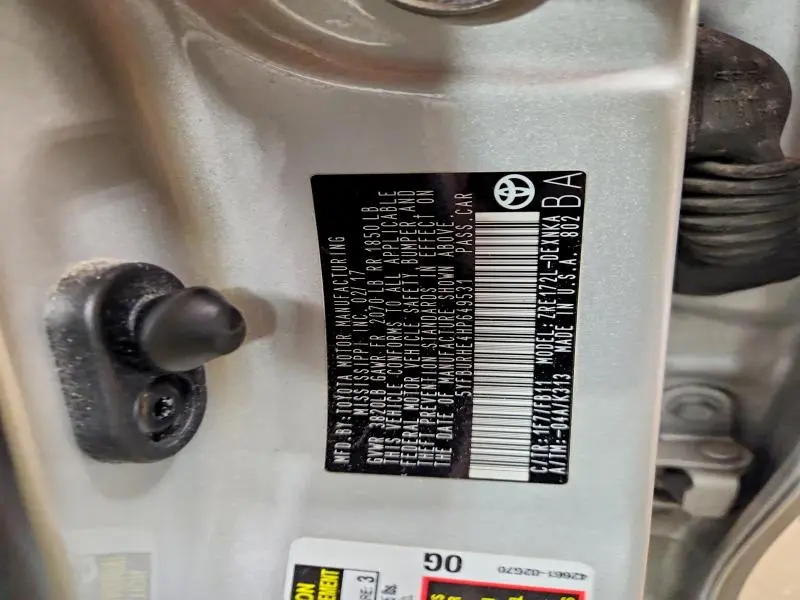 MFD.BY: TOYOTA MOTOR MANUFACTURING
MISSISSIPPI, INC. 02/17
GVWR 3820LB GAWR FR 2070 LB RR 1850LB
THIS VEHICLE CONFORMS TO ALL APPLICABLE
FEDERAL MOTOR VEHICLE SAFETY, BUMPER AND
THEFT PREVENTION STANDARDS IN EFFECT ON
THE DATE OF MANUFACTURE SHOWN ABOVE.
5YFBURHE4HP649531 PASS.CAR
C/TR:1F7/FB11 MODEL:ZRE172L-DEXNKA
A/TM:-04A/K313 MADE IN U.S.A. 802
BA
0G
42661-02G70